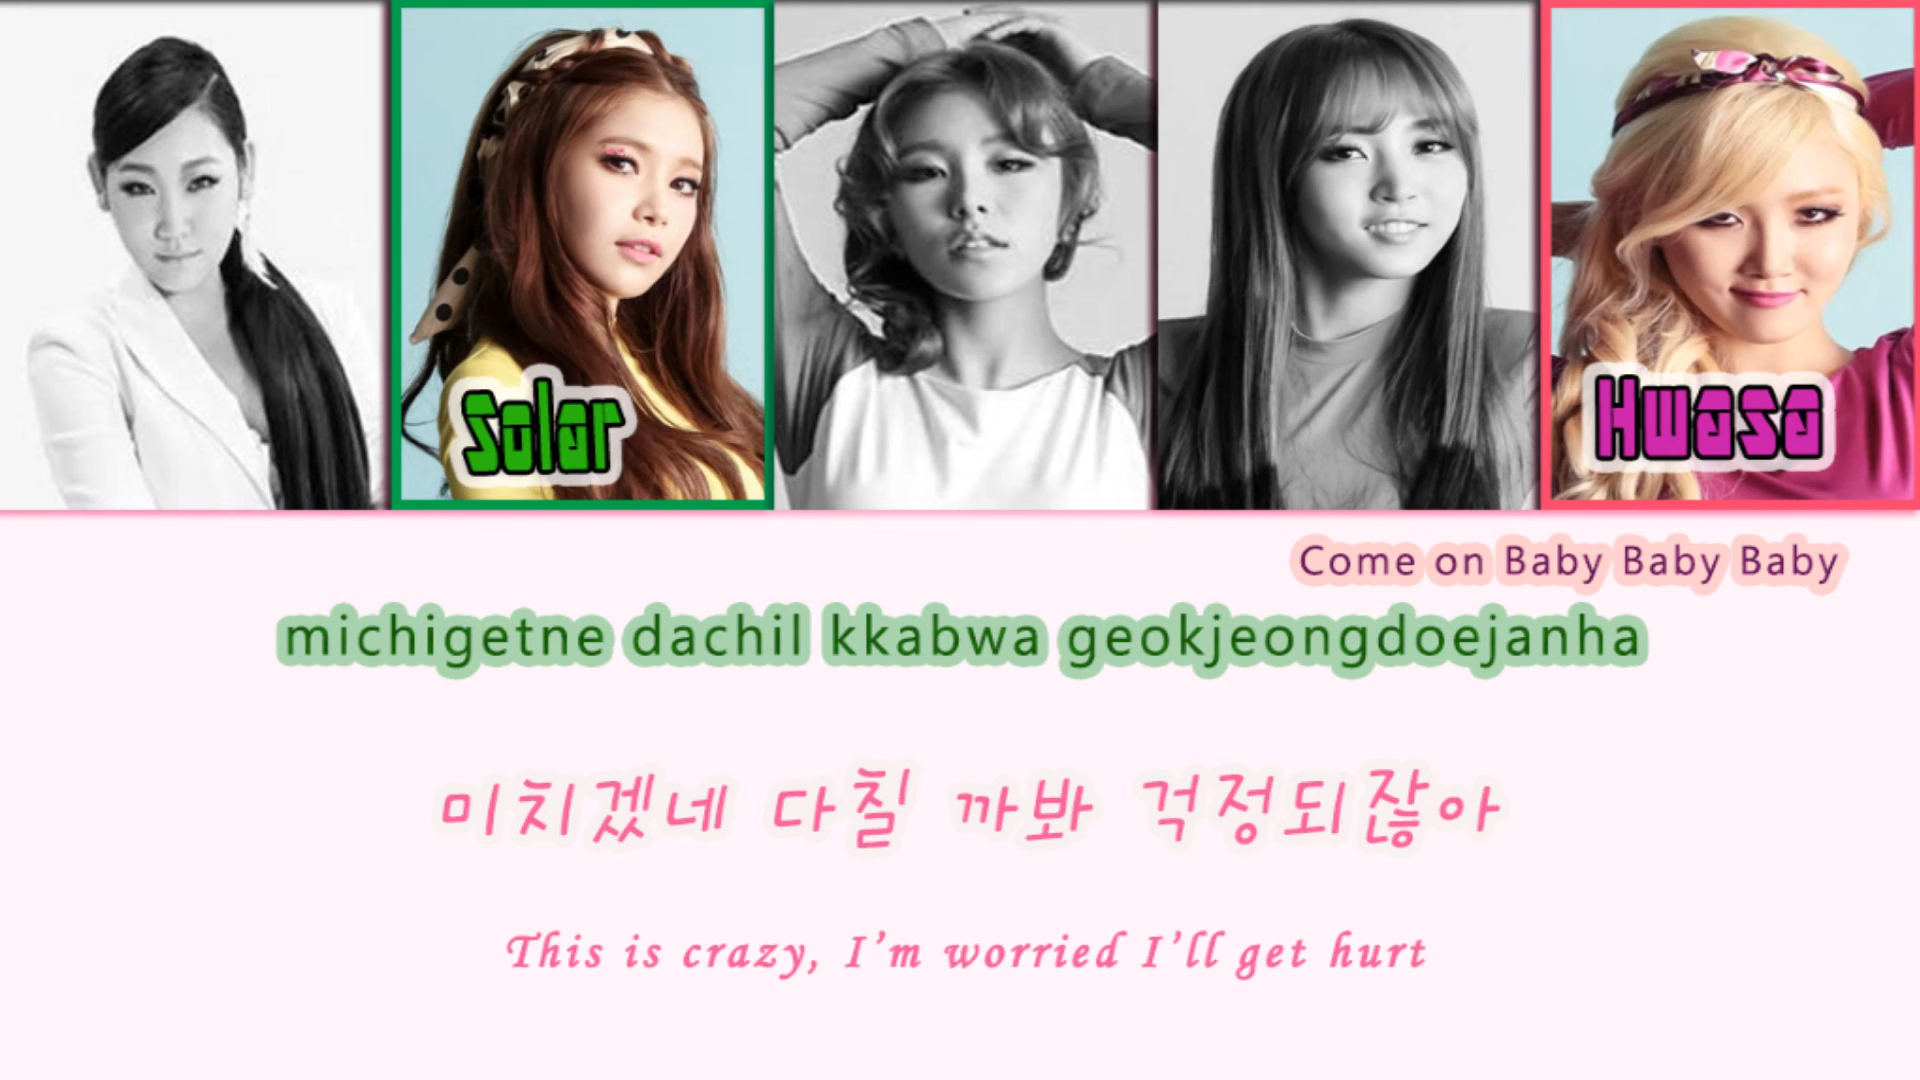 Solar
Hwasa
Come on Baby Baby Baby
michigetne dachil kkabwa geokjeongdoejanha
미치겠네 다칠 까봐 걱정되잖아
This is crazy, I'm worried I'll get hurt